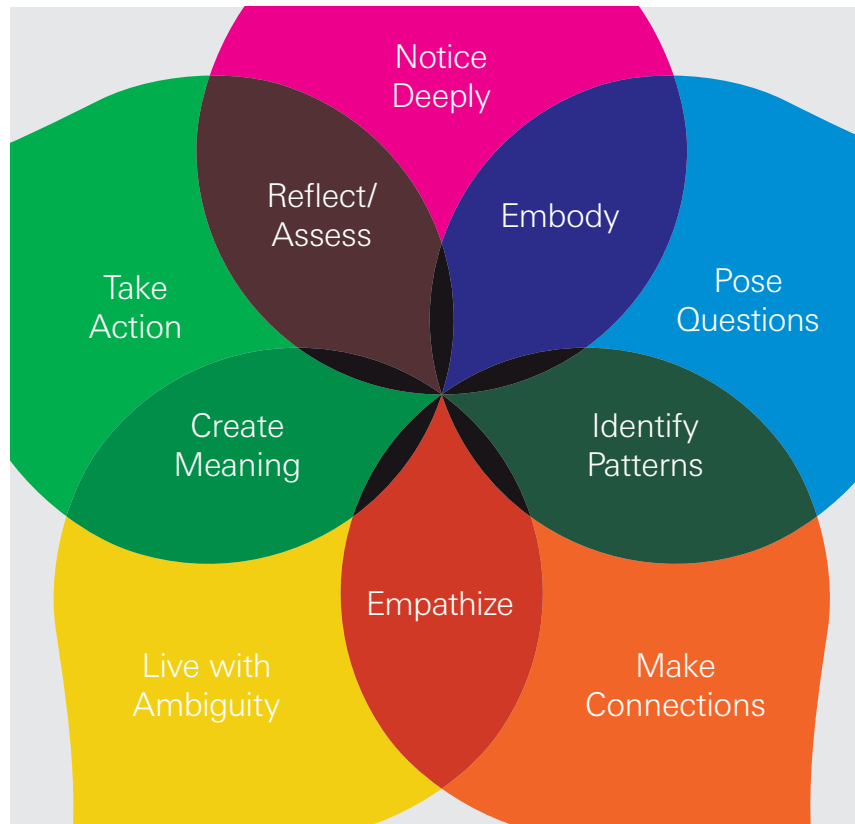 Notice
Deeply
Reflect/
Assess
Embody
Take
Action
Pose
Questions
Create
Meaning
Identify
Patterns
Empathize
Live with
Ambiguity
Make
Connections